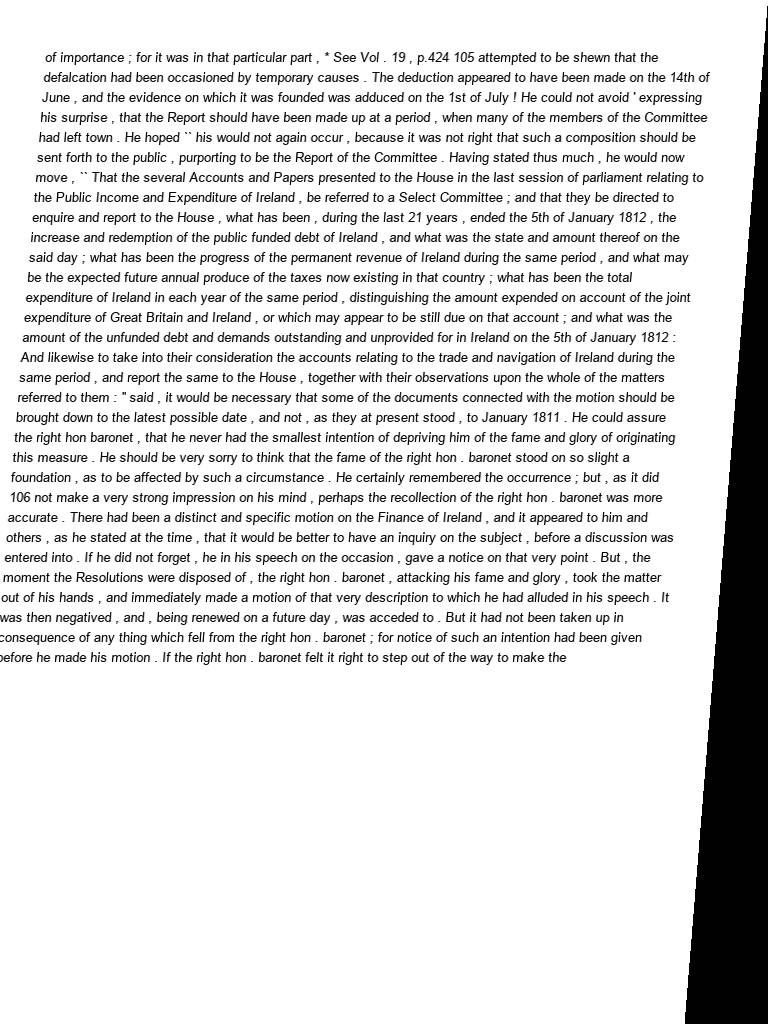 of importance ; for it was in that particular part , * See Vol . 19 , p.424 105 attempted to be shewn that the
defalcation had been occasioned by temporary causes . The deduction appeared to have been made on the 14th of
June , and the evidence on which it was founded was adduced on the 1st of July ! He could not avoid ' expressing
his surprise , that the Report should have been made up at a period , when many of the members of the Committee
had left town . He hoped `` his would not again occur , because it was not right that such a composition should be
sent forth to the public , purporting to be the Report of the Committee . Having stated thus much , he would now
move , `` That the several Accounts and Papers presented to the House in the last session of parliament relating to
the Public Income and Expenditure of Ireland , be referred to a Select Committee ; and that they be directed to
enquire and report to the House , what has been , during the last 21 years , ended the 5th of January 1812 , the
increase and redemption of the public funded debt of Ireland , and what was the state and amount thereof on the
said day ; what has been the progress of the permanent revenue of Ireland during the same period , and what may
be the expected future annual produce of the taxes now existing in that country ; what has been the total
expenditure of Ireland in each year of the same period , distinguishing the amount expended on account of the joint
expenditure of Great Britain and Ireland , or which may appear to be still due on that account ; and what was the
amount of the unfunded debt and demands outstanding and unprovided for in Ireland on the 5th of January 1812 :
And likewise to take into their consideration the accounts relating to the trade and navigation of Ireland during the
same period , and report the same to the House , together with their observations upon the whole of the matters
referred to them : '' said , it would be necessary that some of the documents connected with the motion should be
brought down to the latest possible date , and not , as they at present stood , to January 1811 . He could assure
the right hon baronet , that he never had the smallest intention of depriving him of the fame and glory of originating
this measure . He should be very sorry to think that the fame of the right hon . baronet stood on so slight a
foundation , as to be affected by such a circumstance . He certainly remembered the occurrence ; but , as it did
106 not make a very strong impression on his mind , perhaps the recollection of the right hon . baronet was more
accurate . There had been a distinct and specific motion on the Finance of Ireland , and it appeared to him and
others , as he stated at the time , that it would be better to have an inquiry on the subject , before a discussion was
entered into . If he did not forget , he in his speech on the occasion , gave a notice on that very point . But , the
moment the Resolutions were disposed of , the right hon . baronet , attacking his fame and glory , took the matter
out of his hands , and immediately made a motion of that very description to which he had alluded in his speech . It
was then negatived , and , being renewed on a future day , was acceded to . But it had not been taken up in
consequence of any thing which fell from the right hon . baronet ; for notice of such an intention had been given
before he made his motion . If the right hon . baronet felt it right to step out of the way to make the